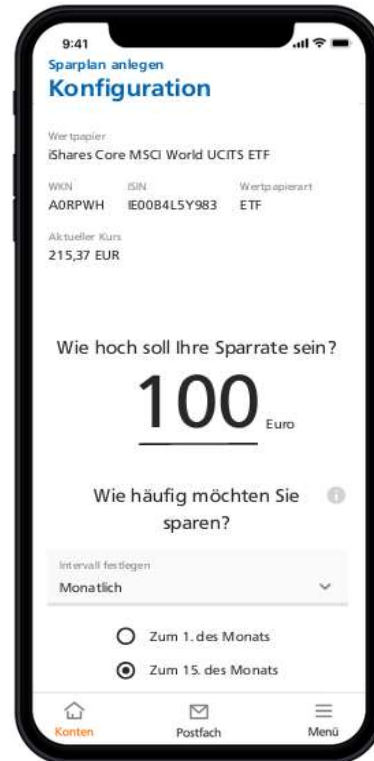 9:41
Sparplan anlegen
Konfiguration
Wertpapier
iShares Core MSCI World UCITS ETF
WKN ISIN Wertpapierart
A0RPWH IE00B4L5Y983 ETF
Aktueller Kurs
215,37 EUR
Wie hoch soll Ihre Sparrate sein?
100 Euro
Wie häufig möchten Sie
sparen?
Intervall festlegen
Monatlich
Zum 1. des Monats
Zum 15. des Monats
Konten Postfach Menü